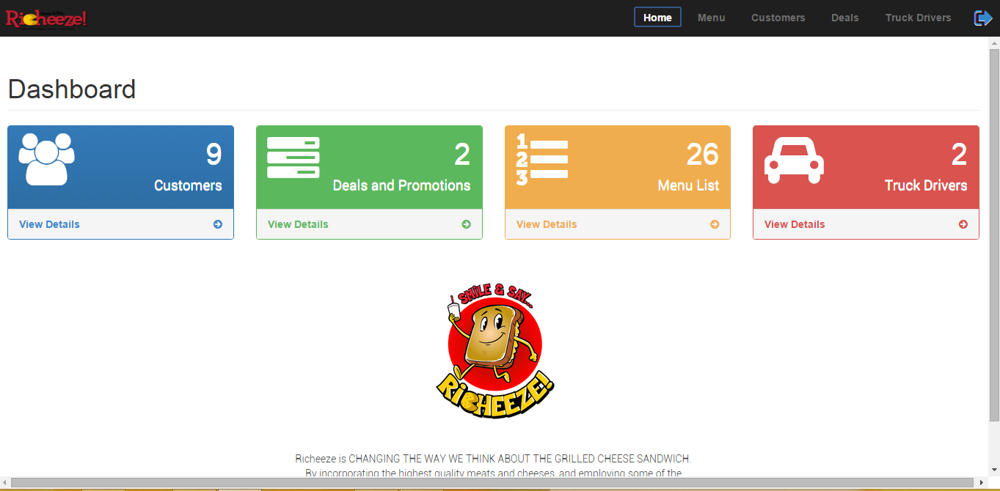 Richeeze!
Home
Menu
Customers
Deals
Truck Drivers
Dashboard
9
Customers
View Details
2
Deals and Promotions
View Details
1
2
3
26
Menu List
View Details
2
Truck Drivers
View Details
SMILE & SAY...
RICHEEZE!
Richeeze is CHANGING THE WAY WE THINK ABOUT THE GRILLED CHEESE SANDWICH.
By incorporating the highest quality meats and cheeses, and employing some of the